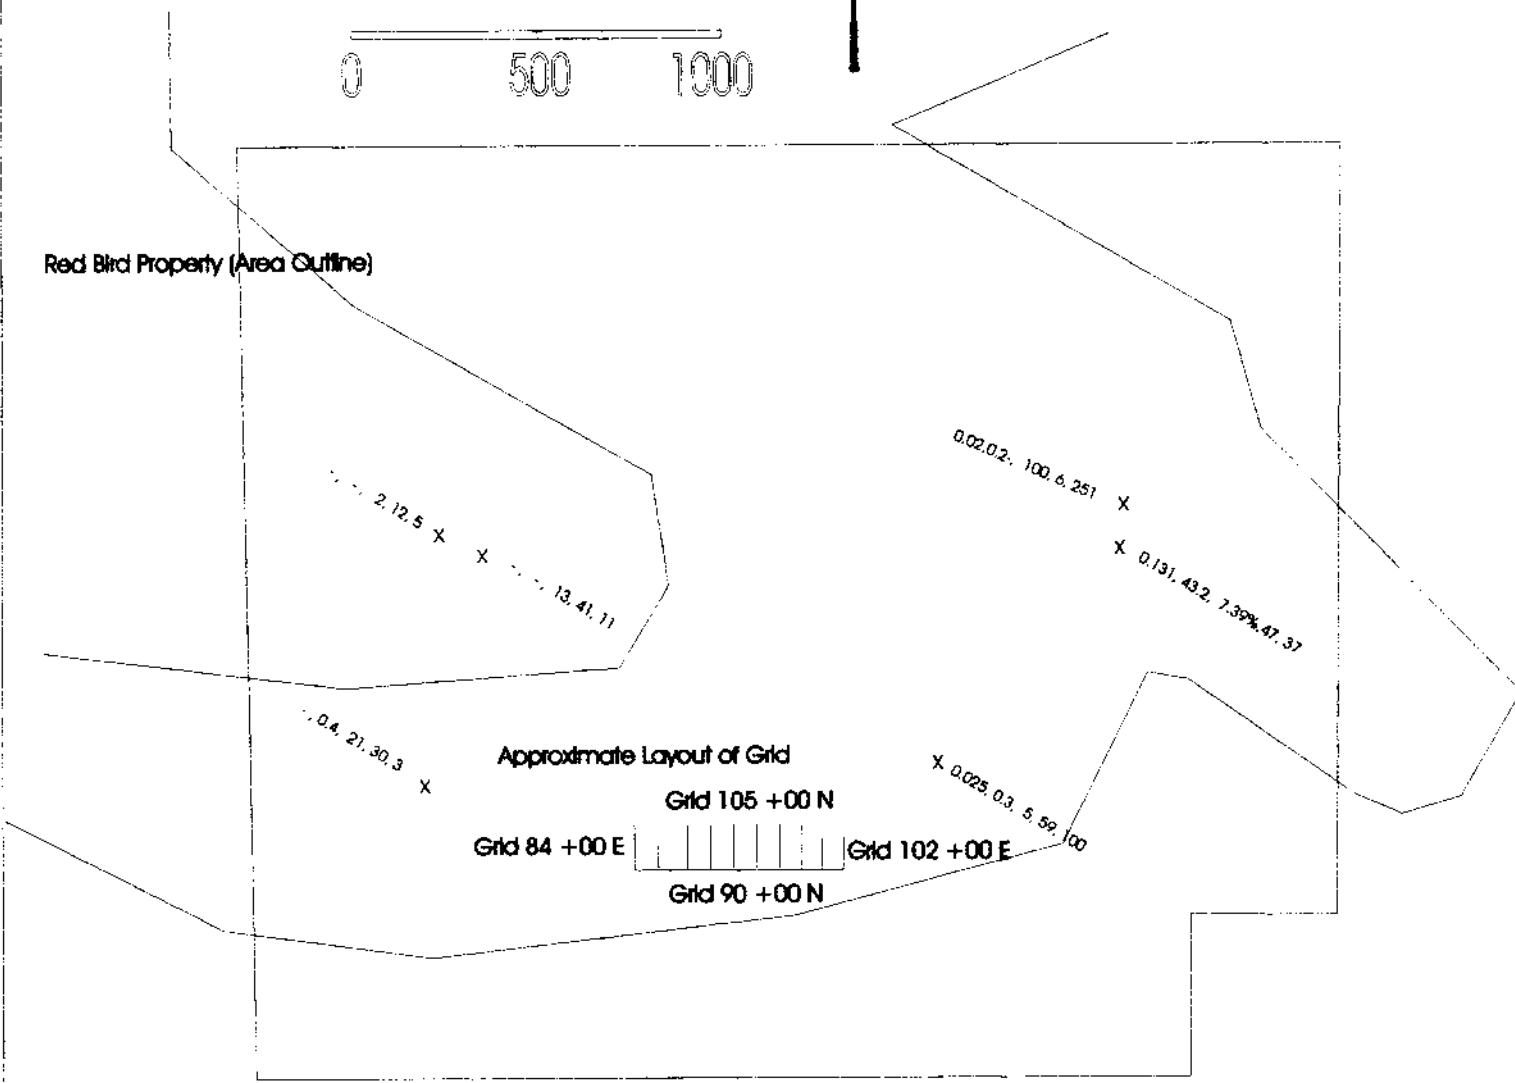 0 500 1000
Red Bird Property (Area Outline)
0.02,0.2-, 100, 6, 251
-, -, 2, 12, 5 X
X
X -, -, 13, 41, 11
X 0.131, 43.2, 7.39%,47, 37
-, 0.4, 21, 30, 3 X
Approximate Layout of Grid
X 0.025, 0.3, 5, 59, 100
Grid 105 +00 N
Grid 84 +00 E
Grid 102 +00 E
Grid 90 +00 N